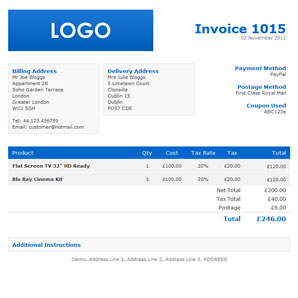 LOGO
Invoice 1015
02 November 2011
Billing Address
Mr Joe Bloggs
Appartment 2B
Soho Garden Terrace
London
Greater London
WC1 5GH
Tel: 44.123.456789
Email: customer@hotmail.com
Delivery Address
Mrs Julie Bloggs
5 Limelawn Court
Clonsilla
Dublin 15
Dublin
PO57 CDE
Payment Method
PayPal
Postage Method
First Class Royal Mail
Coupon Used
ABC123e
Product Qty Cost Tax Rate Tax Total
Flat Screen TV 32" HD Ready 1 £100.00 20% £20.00 £120.00
Blu Ray Cinema Kit 1 £100.00 20% £20.00 £120.00
Net Total £200.00
Tax Total £40.00
Postage £6.00
Total £246.00
Additional Instructions
Demo, Address Line 1, Address Line 2, Address Line 3, ADDRESS